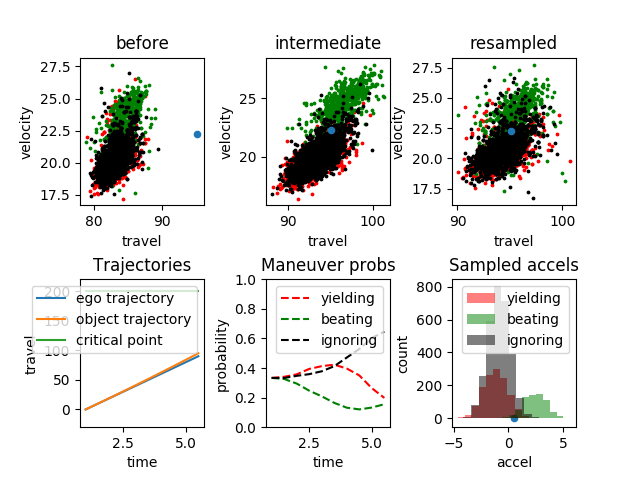 before
intermediate
resampled
27.5
25.0
22.5
20.0
17.5
velocity
80
90
travel
25
20
velocity
90
100
travel
27.5
25.0
22.5
20.0
17.5
velocity
90
100
travel
Trajectories
Maneuver probs
Sampled accels
200
150
100
50
0
travel
ego trajectory
object trajectory
critical point
2.5
5.0
time
1.0
0.8
0.6
0.4
0.2
0.0
probability
yielding
beating
ignoring
2.5
5.0
time
800
600
400
200
0
count
yielding
beating
ignoring
−5
0
5
accel